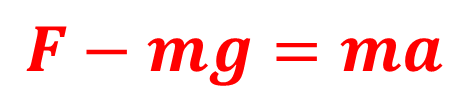 F − mg = ma